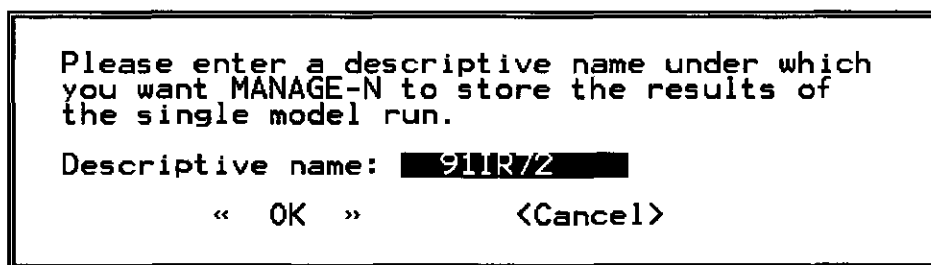 Please enter a descriptive name under which
you want MANAGE-N to store the results of
the single model run.
Descriptive name: 91IR72
« OK » <Cancel>